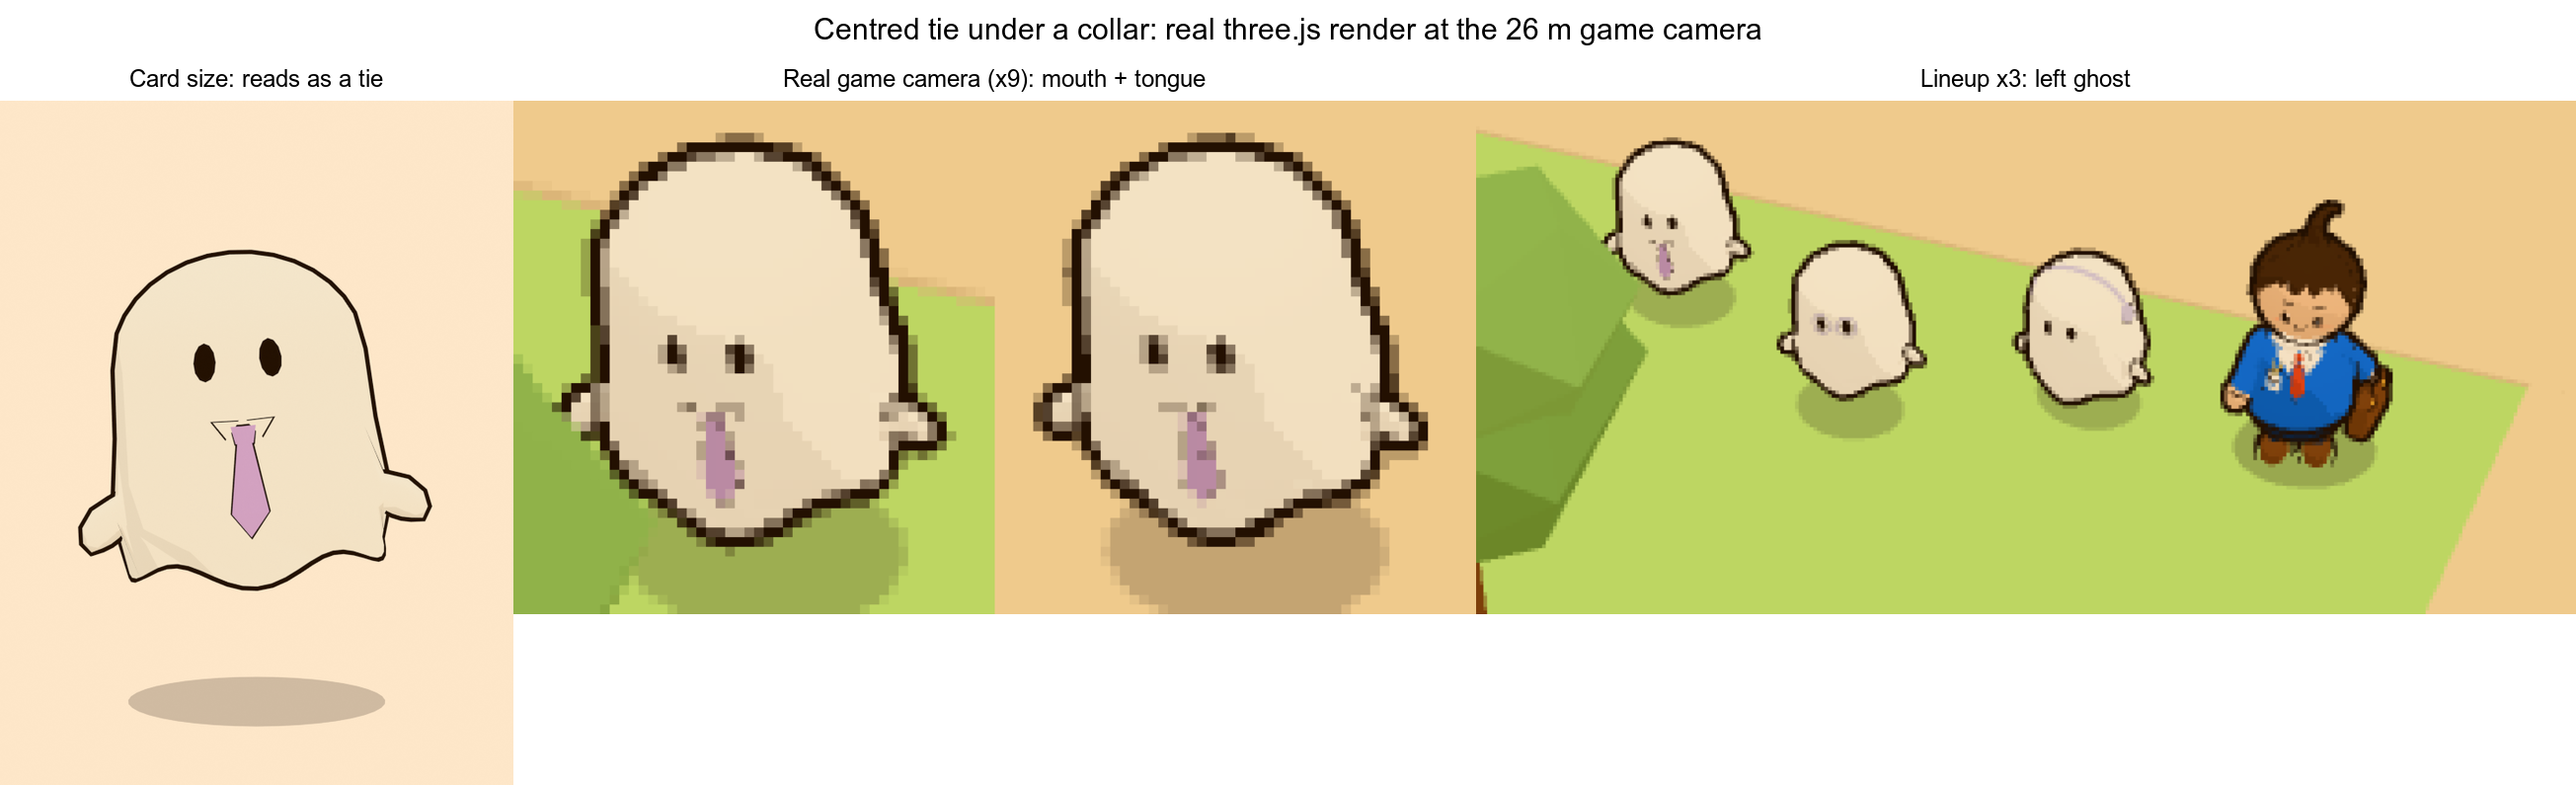 Centred tie under a collar: real three.js render at the 26 m game camera
Card size: reads as a tie
Real game camera (x9): mouth + tongue
Lineup x3: left ghost